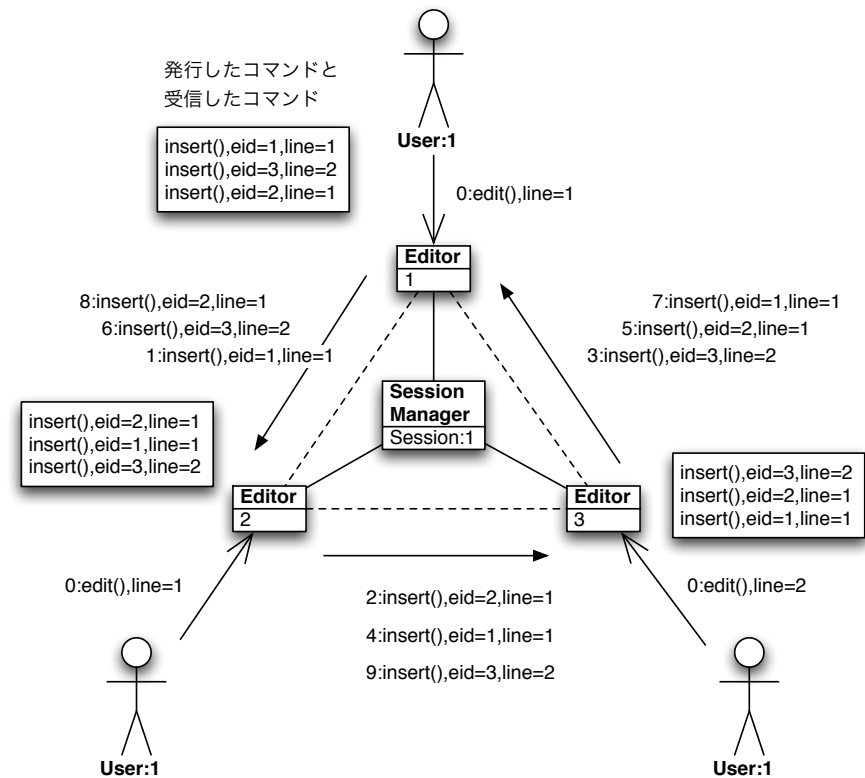 発行したコマンドと
受信したコマンド
insert(),eid=1,line=1
insert(),eid=3,line=2
insert(),eid=2,line=1
User:1
0:edit(),line=1
Editor
1
8:insert(),eid=2,line=1
6:insert(),eid=3,line=2
1:insert(),eid=1,line=1
7:insert(),eid=1,line=1
5:insert(),eid=2,line=1
3:insert(),eid=3,line=2
Session
Manager
Session:1
insert(),eid=2,line=1
insert(),eid=1,line=1
insert(),eid=3,line=2
Editor
2
Editor
3
insert(),eid=3,line=2
insert(),eid=2,line=1
insert(),eid=1,line=1
0:edit(),line=1
2:insert(),eid=2,line=1
4:insert(),eid=1,line=1
9:insert(),eid=3,line=2
0:edit(),line=2
User:1
User:1